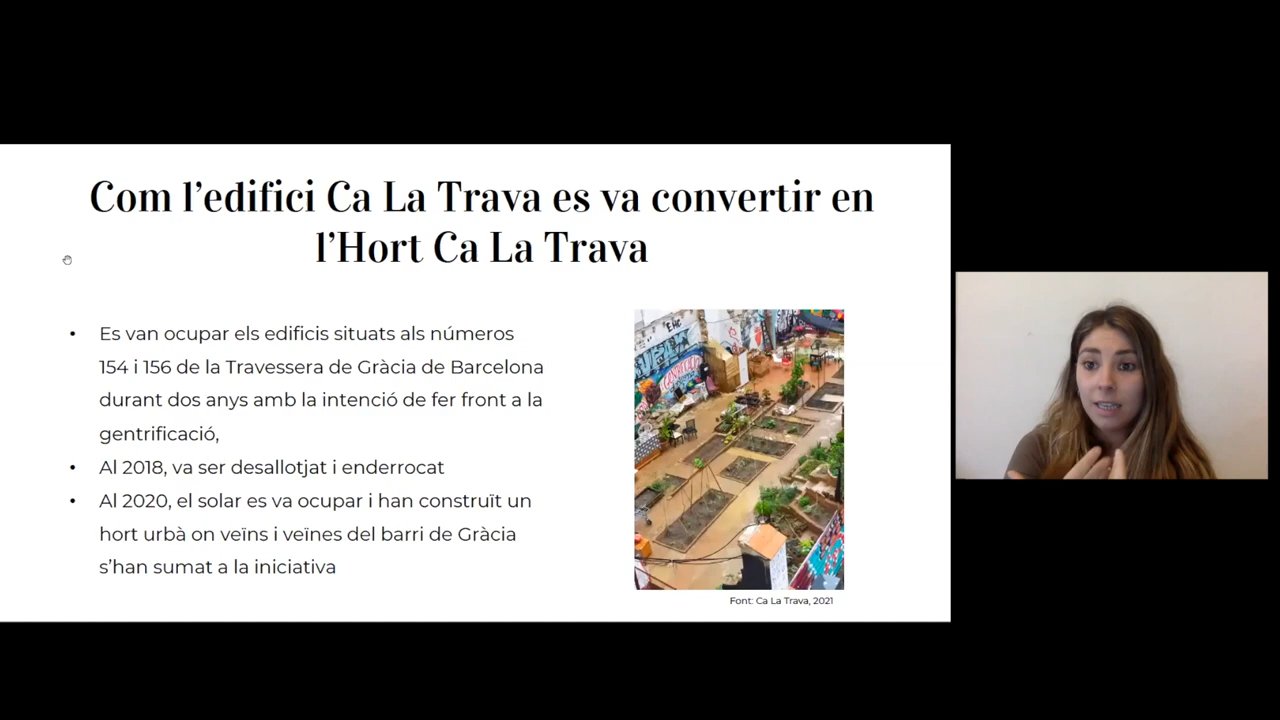 Com l’edifici Ca La Trava es va convertir en
l’Hort Ca La Trava
• Es van ocupar els edificis situats als números
154 i 156 de la Travessera de Gràcia de Barcelona
durant dos anys amb la intenció de fer front a la
gentrificació,
• Al 2018, va ser desallotjat i enderrocat
• Al 2020, el solar es va ocupar i han construït un
hort urbà on veïns i veïnes del barri de Gràcia
s’han sumat a la iniciativa
Font: Ca La Trava, 2021